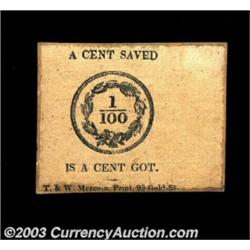 A CENT SAVED
1
100
IS A CENT GOT.
T. & W. Mercein, Print. 93 Gold-St.
©2003 CurrencyAuction.com